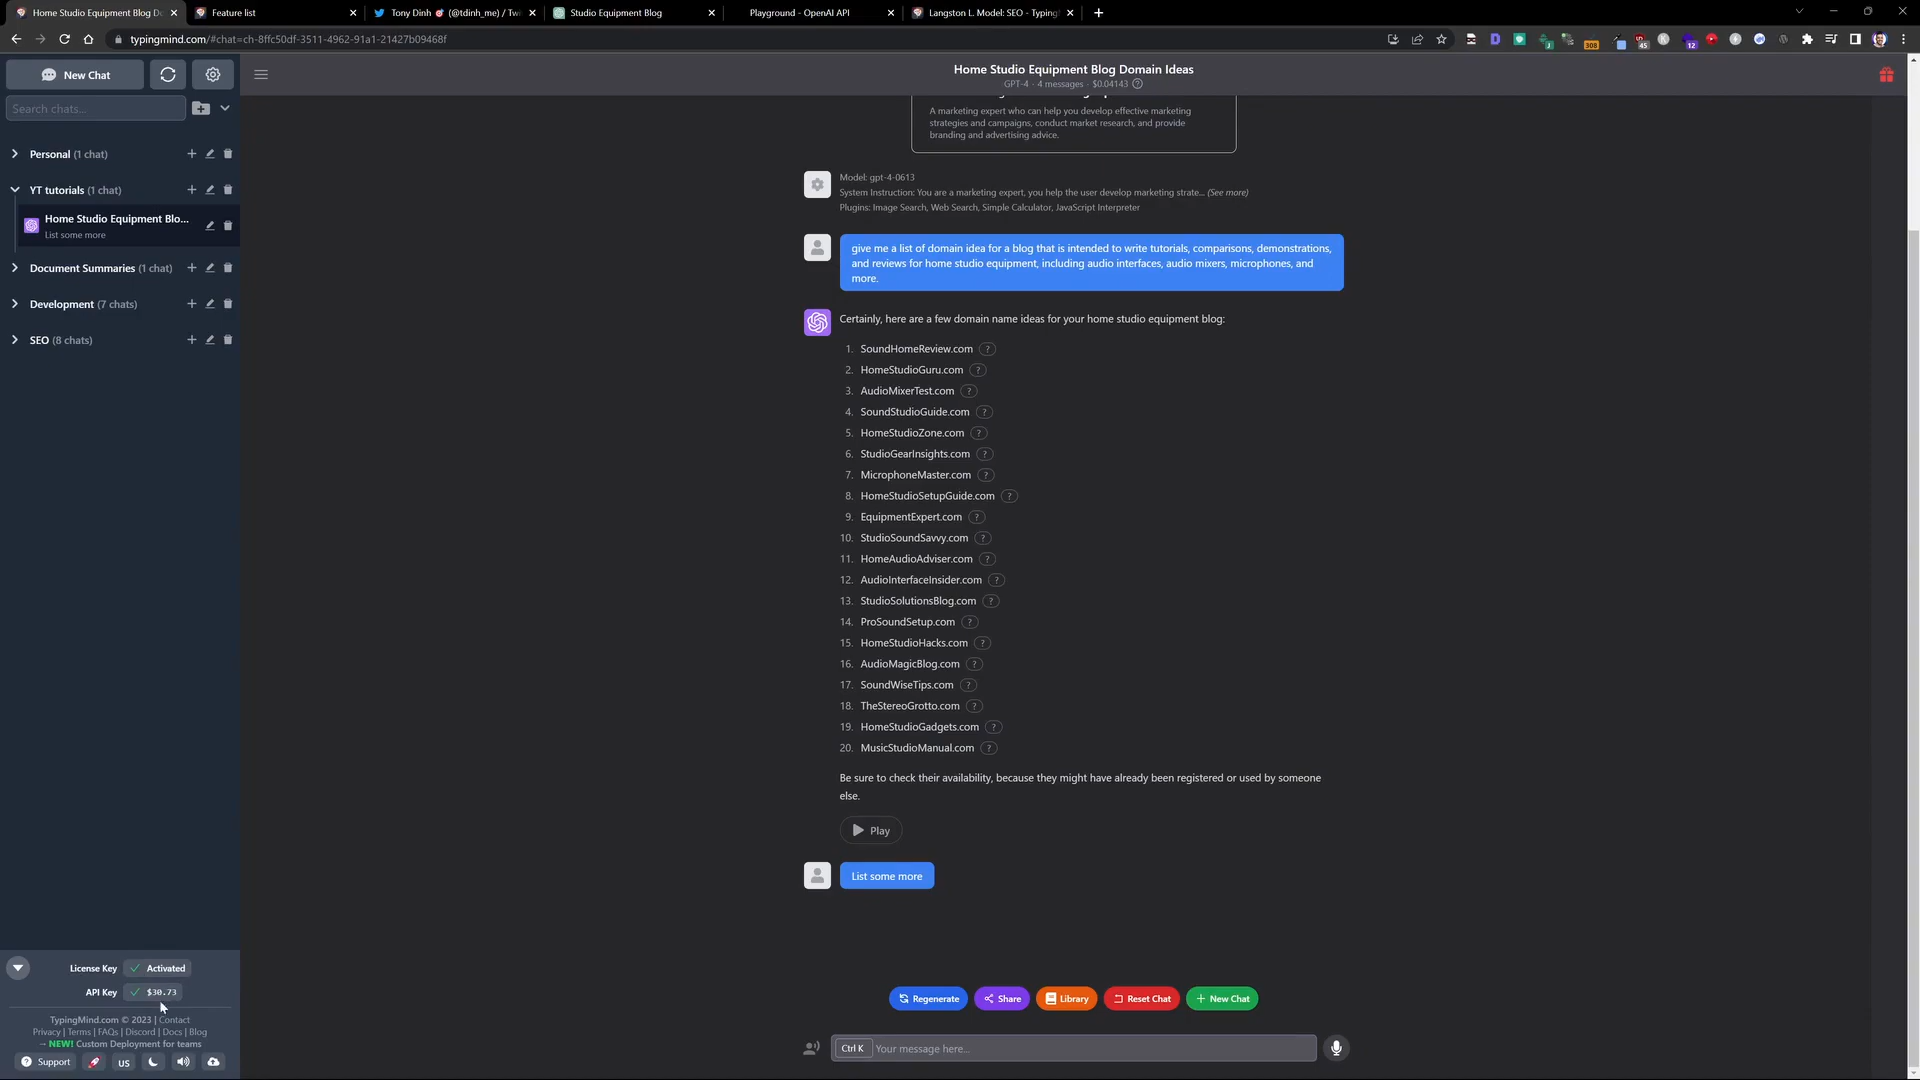 Home Studio Equipment Blog Do
Feature list
Tony Dinh
(@tdinh_me) / Tw
Studio Equipment Blog
Playground - OpenAI API
Langston L. Model: SEO - Typing
typingmind.com/#chat=ch-8ffc50df-3511-4962-91a1-21427b09468f
308
45
12
New Chat
Search chats...
Personal (1 chat)
YT tutorials (1 chat)
Home Studio Equipment Blo...
List some more
Document Summaries (1 chat)
Development (7 chats)
SEO (8 chats)
License Key
Activated
API Key
$30.73
TypingMind.com © 2023 | Contact
Privacy | Terms | FAQs | Discord | Docs | Blog
→ NEW! Custom Deployment for teams
Support
US
Home Studio Equipment Blog Domain Ideas
GPT-4 · 4 messages · $0.04143 ?
A marketing expert who can help you develop effective marketing
strategies and campaigns, conduct market research, and provide
branding and advertising advice.
Model: gpt-4-0613
System Instruction: You are a marketing expert, you help the user develop marketing strate... (See more)
Plugins: Image Search, Web Search, Simple Calculator, JavaScript Interpreter
give me a list of domain idea for a blog that is intended to write tutorials, comparisons, demonstrations,
and reviews for home studio equipment, including audio interfaces, audio mixers, microphones, and
more.
Certainly, here are a few domain name ideas for your home studio equipment blog:
1. SoundHomeReview.com ?
2. HomeStudioGuru.com ?
3. AudioMixerTest.com ?
4. SoundStudioGuide.com ?
5. HomeStudioZone.com ?
6. StudioGearInsights.com ?
7. MicrophoneMaster.com ?
8. HomeStudioSetupGuide.com ?
9. EquipmentExpert.com ?
10. StudioSoundSavvy.com ?
11. HomeAudioAdviser.com ?
12. AudioInterfaceInsider.com ?
13. StudioSolutionsBlog.com ?
14. ProSoundSetup.com ?
15. HomeStudioHacks.com ?
16. AudioMagicBlog.com ?
17. SoundWiseTips.com ?
18. TheStereoGrotto.com ?
19. HomeStudioGadgets.com ?
20. MusicStudioManual.com ?
Be sure to check their availability, because they might have already been registered or used by someone
else.
Play
List some more
Regenerate
Share
Library
Reset Chat
New Chat
Ctrl K
Your message here...